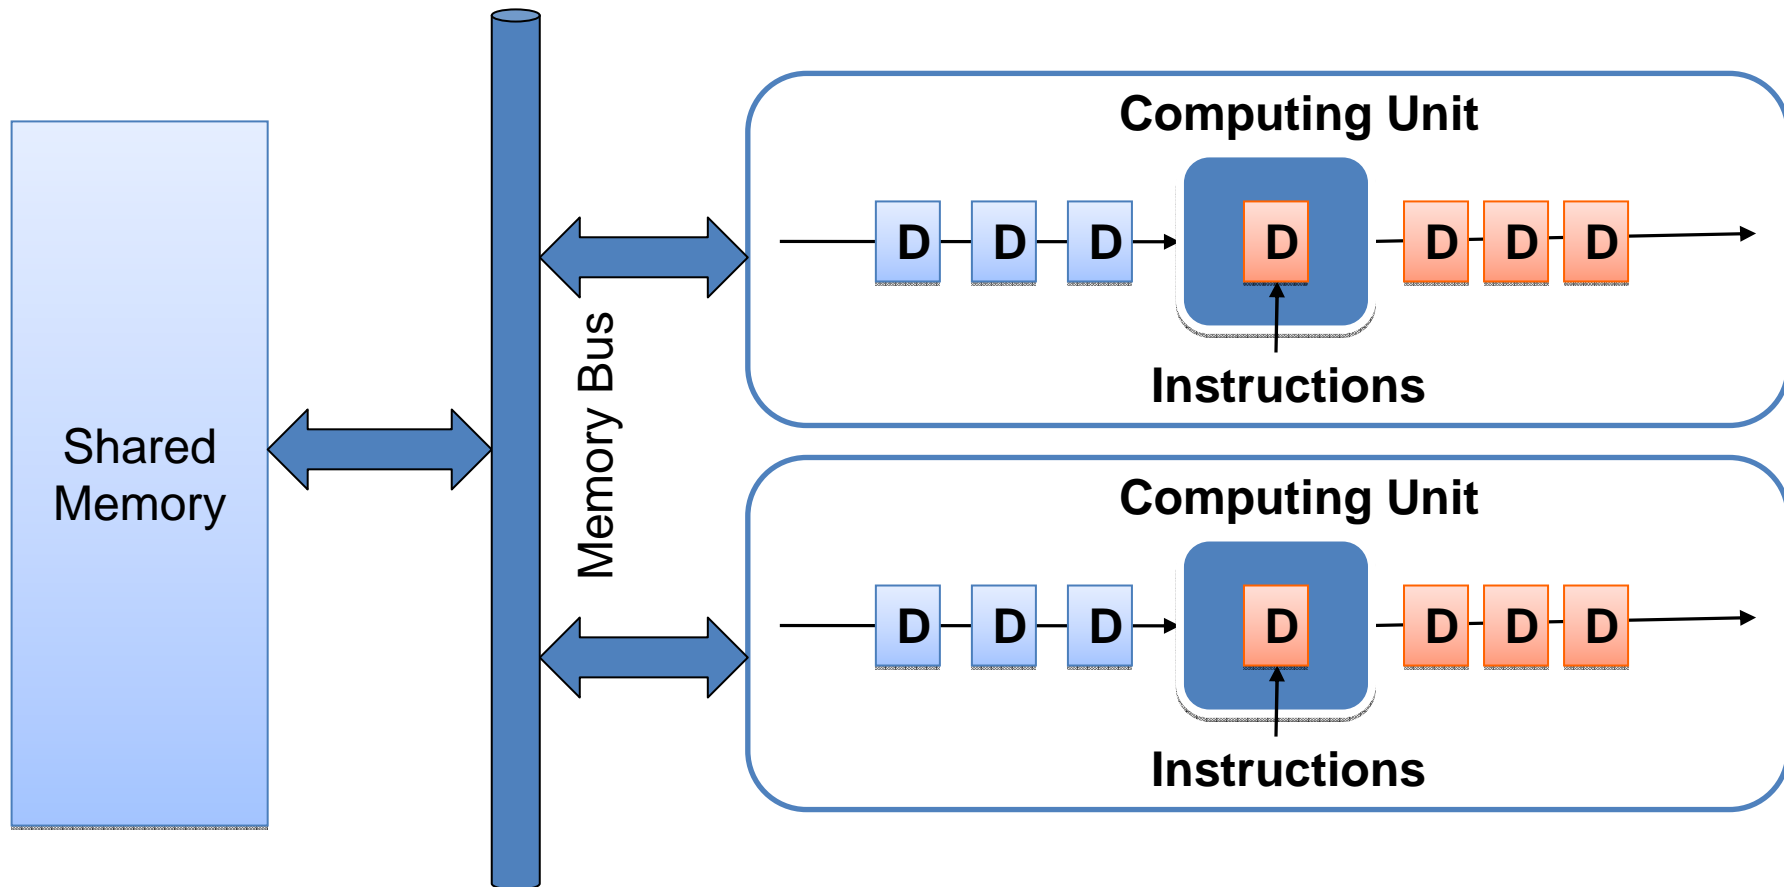 Shared
Memory
Memory Bus
Computing Unit
D D D D D D D
Instructions
Computing Unit
D D D D D D D
Instructions